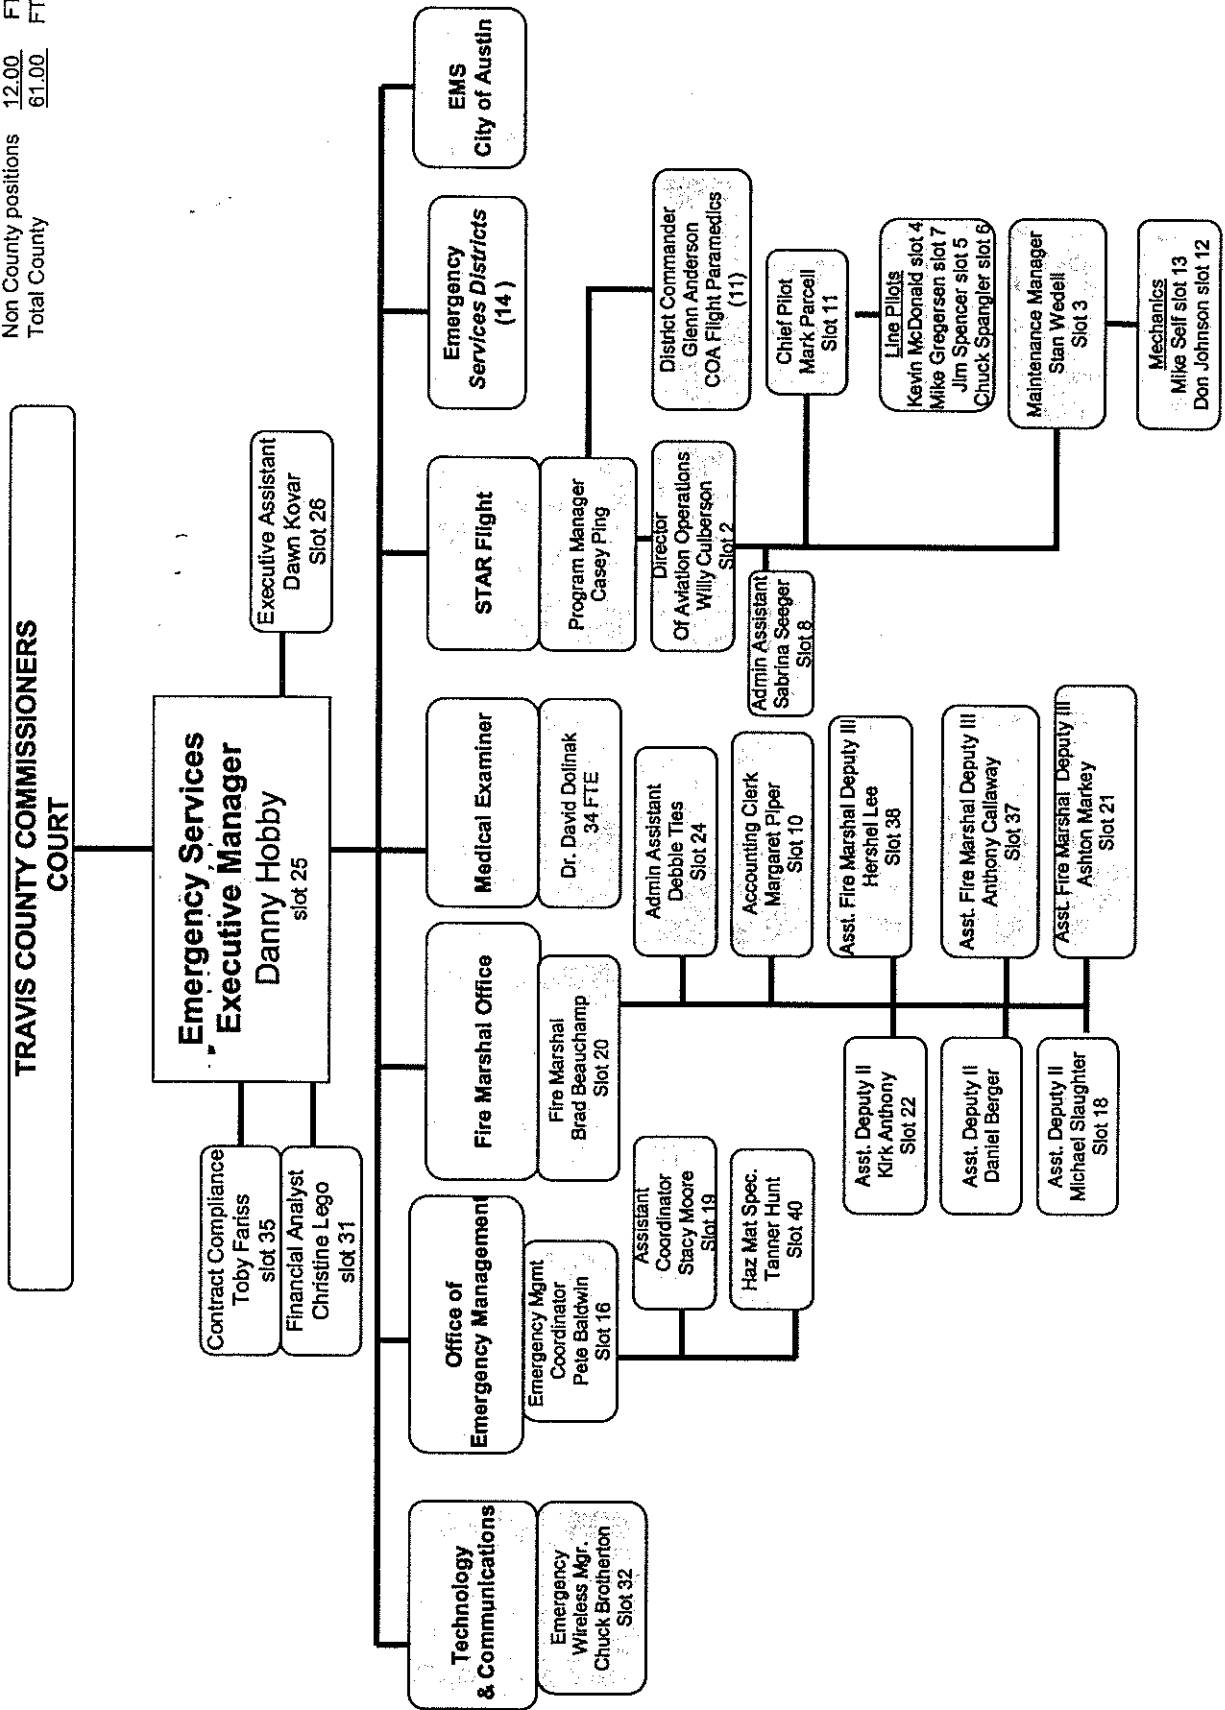 Non County positions 12.00 FT
Total County 61.00 FT
TRAVIS COUNTY COMMISSIONERS
COURT
Emergency Services
Executive Manager
Danny Hobby
slot 25
Contract Compliance
Toby Fariss
slot 35
Financial Analyst
Christine Lego
slot 31
Executive Assistant
Dawn Kovar
Slot 26
Technology
& Communications
Emergency
Wireless Mgr.
Chuck Brotherton
Slot 32
Office of
Emergency Management
Emergency Mgmt
Coordinator
Pete Baldwin
Slot 16
Assistant
Coordinator
Stacy Moore
Slot 19
Haz Mat Spec.
Tanner Hunt
Slot 40
Fire Marshal Office
Fire Marshal
Brad Beauchamp
Slot 20
Admin Assistant
Debbie Ties
Slot 24
Accounting Clerk
Margaret Piper
Slot 10
Asst. Fire Marshal Deputy III
Hershel Lee
Slot 38
Asst. Deputy II
Kirk Anthony
Slot 22
Asst. Fire Marshal Deputy III
Anthony Callaway
Slot 37
Asst. Deputy II
Daniel Berger
Asst. Fire Marshal Deputy III
Ashton Markey
Slot 21
Asst. Deputy II
Michael Slaughter
Slot 18
Medical Examiner
Dr. David Dolinak
34 FTE
STAR Flight
Program Manager
Casey Ping
Director
Of Aviation Operations
Willy Culberson
Slot 2
Admin Assistant
Sabrina Seeger
Slot 8
District Commander
Glenn Anderson
COA Flight Paramedics
(11)
Chief Pilot
Mark Parcell
Slot 11
Line Pilots
Kevin McDonald slot 4
Mike Gregersen slot 7
Jim Spencer slot 5
Chuck Spangler slot 6
Maintenance Manager
Stan Wedell
Slot 3
Mechanics
Mike Self slot 13
Don Johnson slot 12
Emergency
Services Districts
(14)
EMS
City of Austin